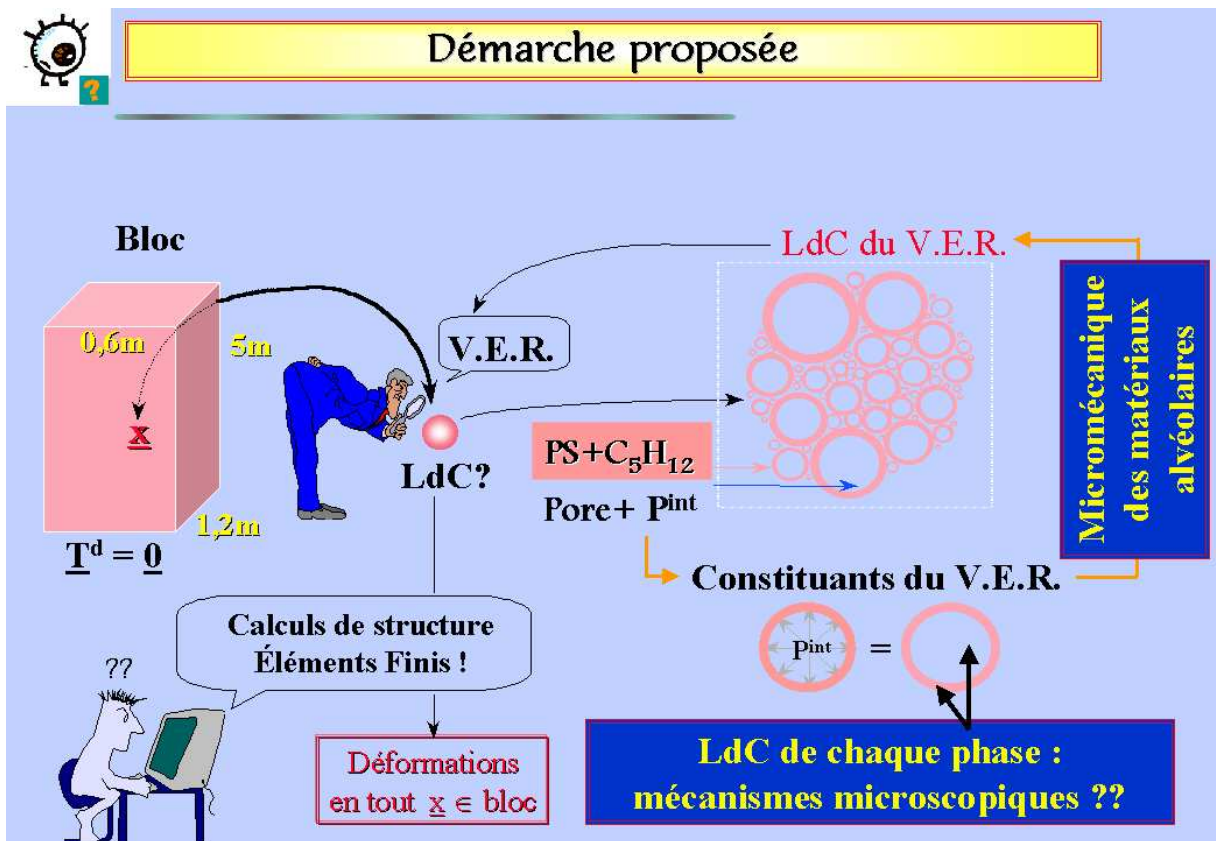 ?
Démarche proposée
Bloc
0,6m
5m
x
1,2m
T^d = 0
V.E.R.
LdC?
LdC du V.E.R.
PS+C₅H₁₂
Pore+ P^int
Micromécanique
des matériaux
alvéolaires
Constituants du V.E.R.
P^int
=
Calculs de structure
Éléments Finis !
??
Déformations
en tout x ∈ bloc
LdC de chaque phase :
mécanismes microscopiques ??